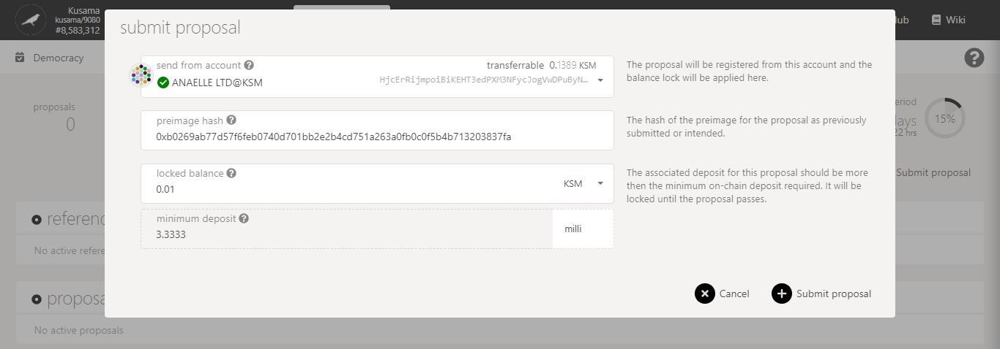 Kusama
kusama/9080
#8,583,312
lub
Wiki
Democracy
submit proposal
send from account
transferrable 0.1389 KSM
ANAELLE LTD@KSM
HjcErRijmpoiBiKEHT3edPXM3NFycJogVwDPuByN…
The proposal will be registered from this account and the
balance lock will be applied here.
preimage hash
0xb0269ab77d57f6feb0740d701bb2e2b4cd751a263a0fb0c0f5b4b713203837fa
The hash of the preimage for the proposal as previously
submitted or intended.
locked balance
0.01
KSM
The associated deposit for this proposal should be more
then the minimum on-chain deposit required. It will be
locked until the proposal passes.
minimum deposit
3.3333
milli
Cancel
Submit proposal
proposals
0
eriod
days
22 hrs
15%
Submit proposal
referen
No active refere
proposa
No active proposals